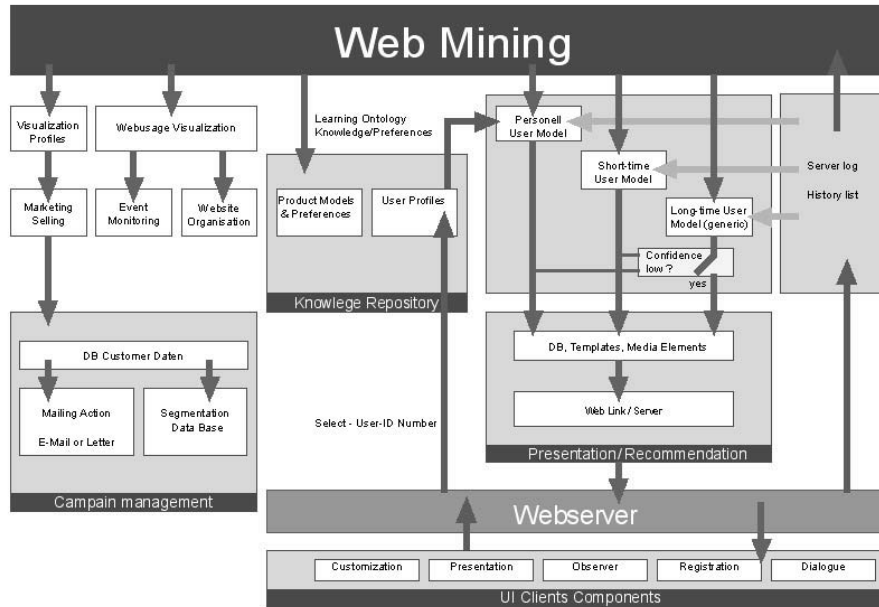 Web Mining
Visualization
Profiles
Webusage Visualization
Learning Ontology
Knowledge/Preferences
Personell
User Model
Short-time
User Model
Server log
History list
Marketing
Selling
Event
Monitoring
Website
Organisation
Product Models
& Preferences
User Profiles
Long-time User
Model (generic)
Confidence
low ?
yes
Knowlege Repository
DB Customer Daten
Mailing Action
E-Mail or Letter
Segmentation
Data Base
Campain management
Select - User-ID Number
DB, Templates, Media Elements
Web Link / Server
Presentation/Recommendation
Webserver
Customization
Presentation
Observer
Registration
Dialogue
UI Clients Components